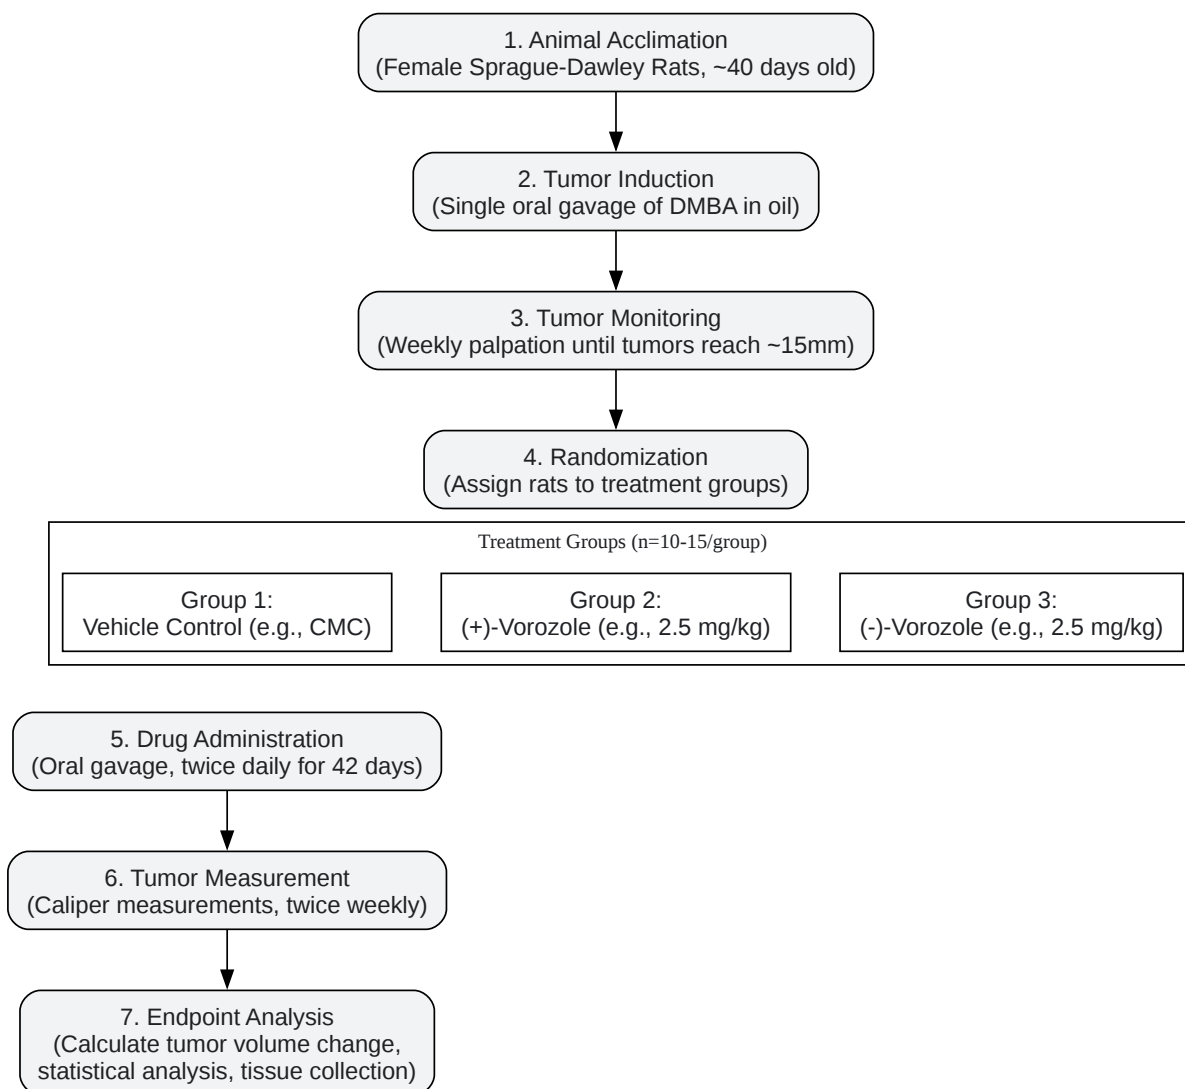 1. Animal Acclimation
(Female Sprague-Dawley Rats, ~40 days old)
2. Tumor Induction
(Single oral gavage of DMBA in oil)
3. Tumor Monitoring
(Weekly palpation until tumors reach ~15mm)
4. Randomization
(Assign rats to treatment groups)
Treatment Groups (n=10-15/group)
Group 1:
Vehicle Control (e.g., CMC)
Group 2:
(+)-Vorozole (e.g., 2.5 mg/kg)
Group 3:
(-)-Vorozole (e.g., 2.5 mg/kg)
5. Drug Administration
(Oral gavage, twice daily for 42 days)
6. Tumor Measurement
(Caliper measurements, twice weekly)
7. Endpoint Analysis
(Calculate tumor volume change,
statistical analysis, tissue collection)